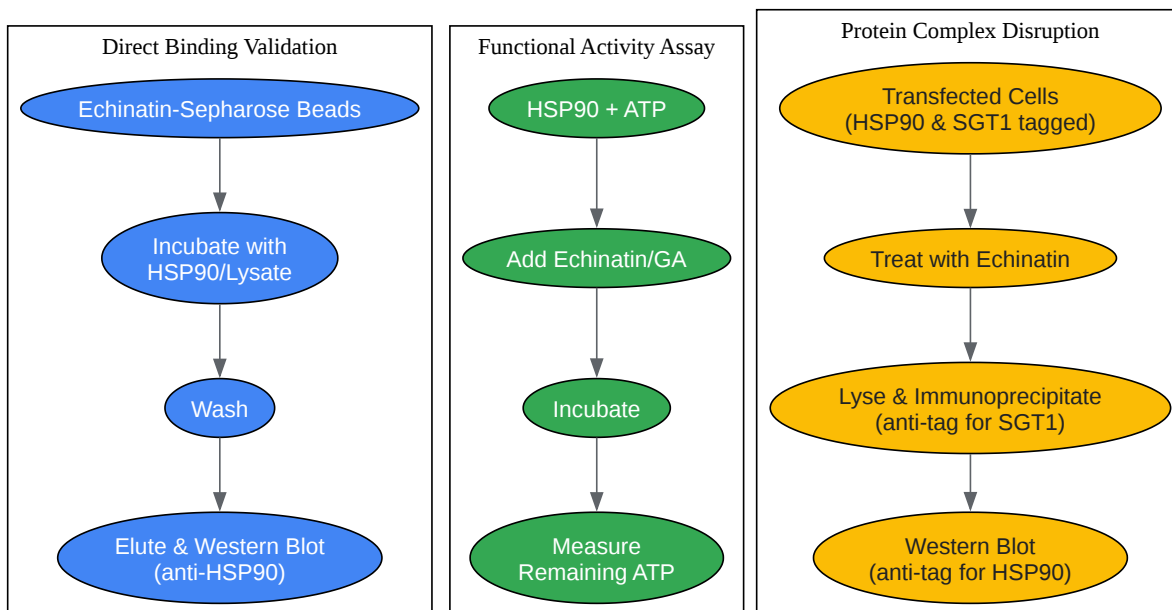 Direct Binding Validation
Echinatin-Sepharose Beads
Incubate with
HSP90/Lysate
Wash
Elute & Western Blot
(anti-HSP90)
Functional Activity Assay
HSP90 + ATP
Add Echinatin/GA
Incubate
Measure
Remaining ATP
Protein Complex Disruption
Transfected Cells
(HSP90 & SGT1 tagged)
Treat with Echinatin
Lyse & Immunoprecipitate
(anti-tag for SGT1)
Western Blot
(anti-tag for HSP90)